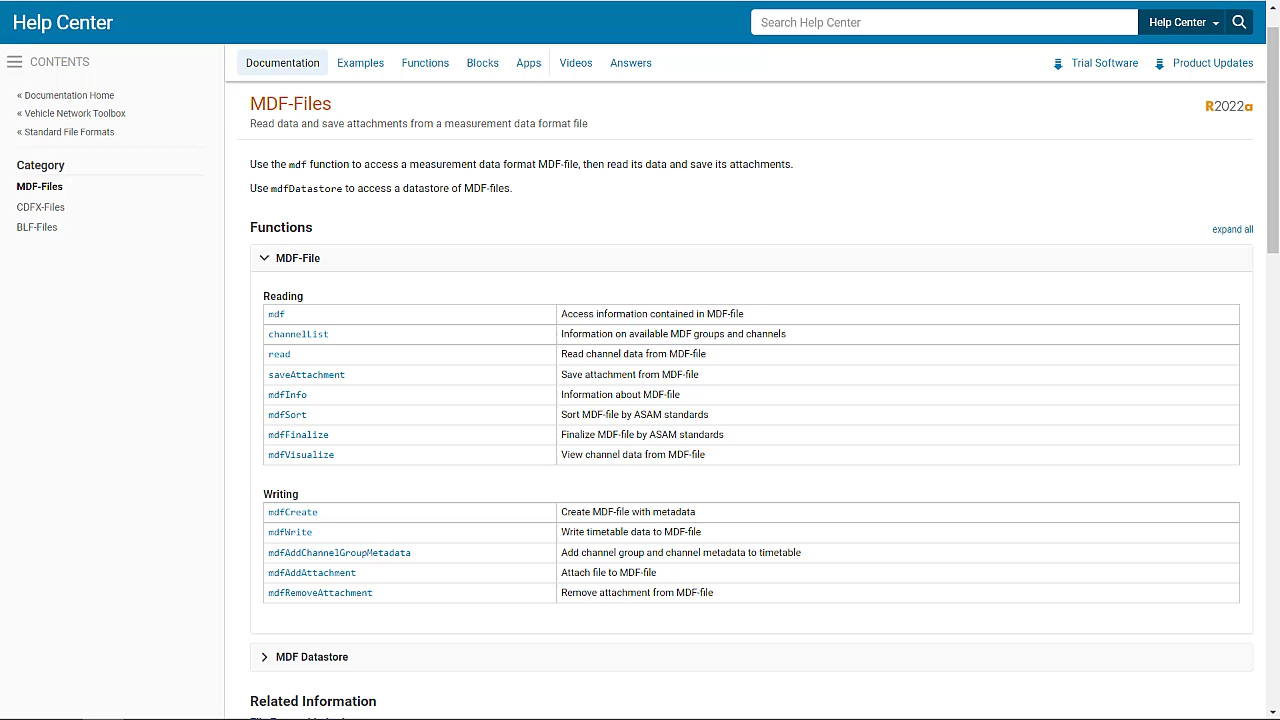 Help Center
Search Help Center
Help Center
CONTENTS
Documentation
Examples
Functions
Blocks
Apps
Videos
Answers
Trial Software
Product Updates
« Documentation Home
« Vehicle Network Toolbox
« Standard File Formats
Category
MDF-Files
CDFX-Files
BLF-Files
MDF-Files
R2022a
Read data and save attachments from a measurement data format file
Use the mdf function to access a measurement data format MDF-file, then read its data and save its attachments.
Use mdfDatastore to access a datastore of MDF-files.
Functions
expand all
MDF-File
Reading
mdf Access information contained in MDF-file
channelList Information on available MDF groups and channels
read Read channel data from MDF-file
saveAttachment Save attachment from MDF-file
mdfInfo Information about MDF-file
mdfSort Sort MDF-file by ASAM standards
mdfFinalize Finalize MDF-file by ASAM standards
mdfVisualize View channel data from MDF-file
Writing
mdfCreate Create MDF-file with metadata
mdfWrite Write timetable data to MDF-file
mdfAddChannelGroupMetadata Add channel group and channel metadata to timetable
mdfAddAttachment Attach file to MDF-file
mdfRemoveAttachment Remove attachment from MDF-file
MDF Datastore
Related Information